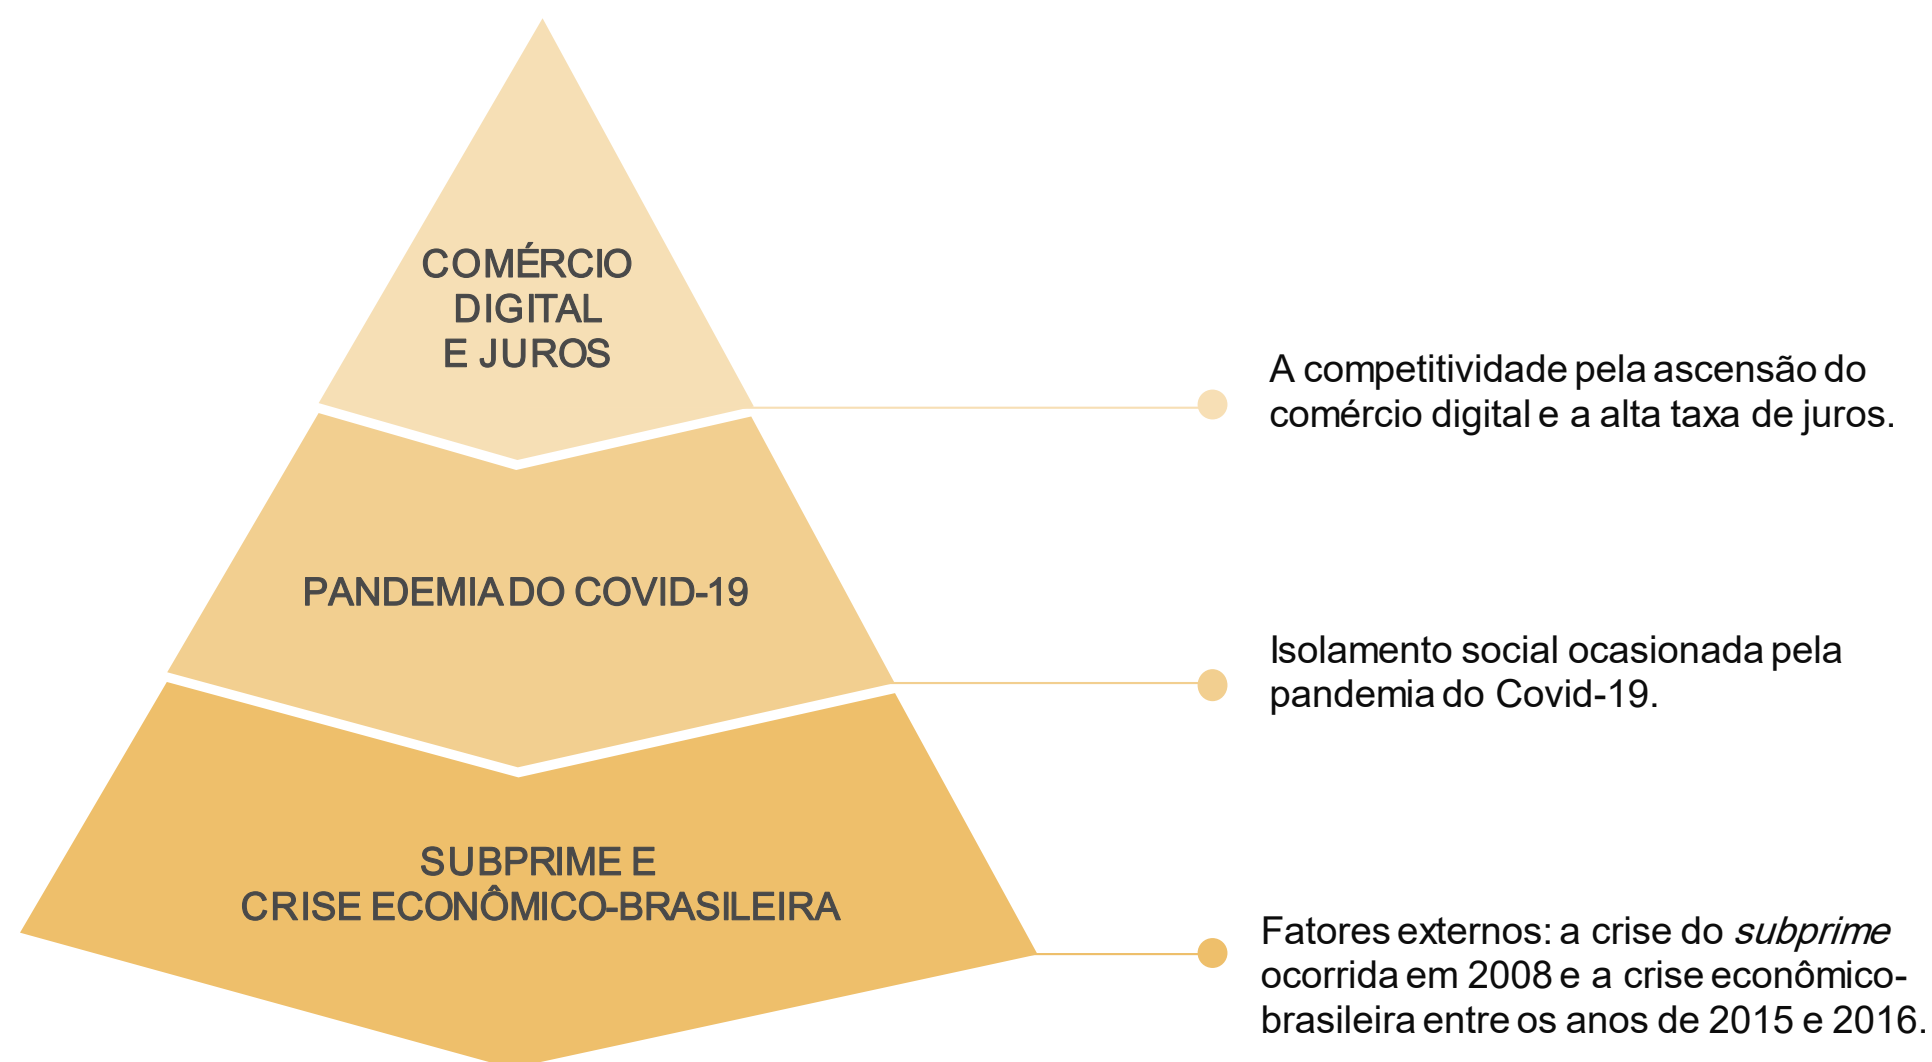 COMÉRCIO
DIGITAL
E JUROS
A competitividade pela ascensão do
comércio digital e a alta taxa de juros.
PANDEMIA DO COVID-19
Isolamento social ocasionada pela
pandemia do Covid-19.
SUBPRIME E
CRISE ECONÔMICO-BRASILEIRA
Fatores externos: a crise do subprime
ocorrida em 2008 e a crise econômico-
brasileira entre os anos de 2015 e 2016.